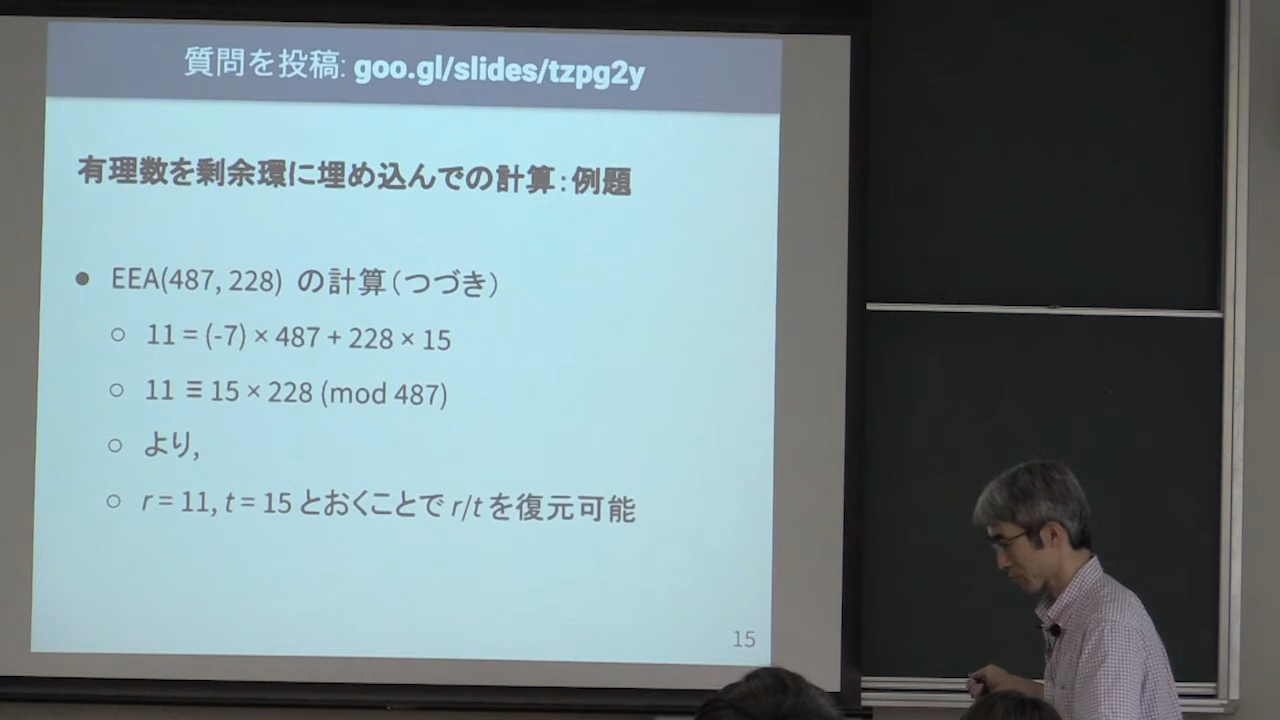 質問を投稿: goo.gl/slides/tzpg2y
有理数を剰余環に埋め込んでの計算：例題
● EEA(487, 228) の計算（つづき）
○ 11 = (-7) × 487 + 228 × 15
○ 11 ≡ 15 × 228 (mod 487)
○ より,
○ r = 11, t = 15 とおくことで r/t を復元可能
15